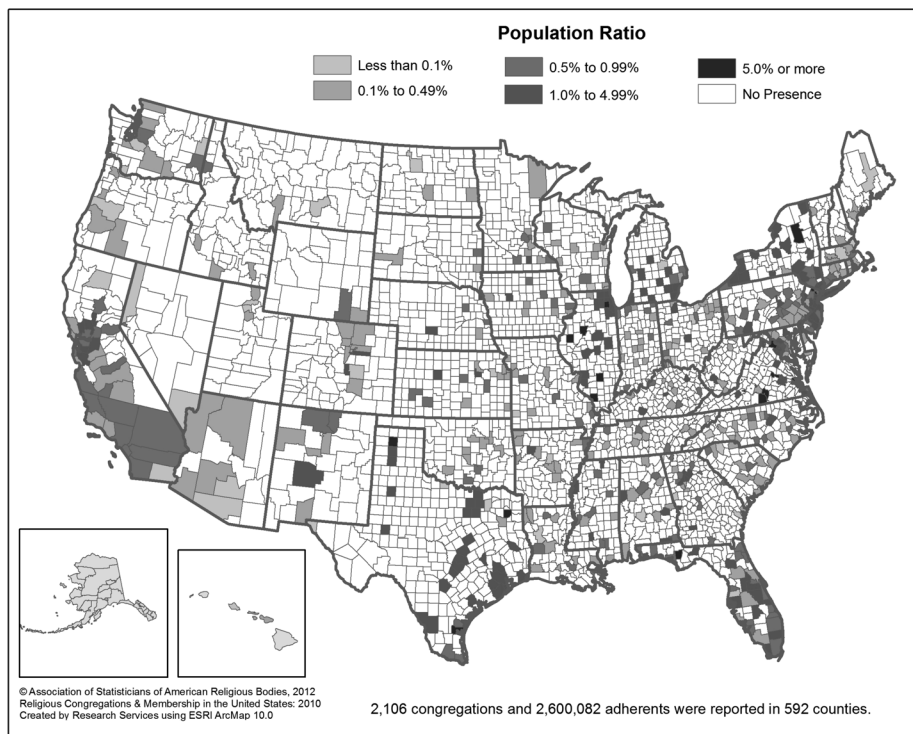 Population Ratio
Less than 0.1%
0.1% to 0.49%
0.5% to 0.99%
1.0% to 4.99%
5.0% or more
No Presence
© Association of Statisticians of American Religious Bodies, 2012
Religious Congregations & Membership in the United States: 2010
Created by Research Services using ESRI ArcMap 10.0
2,106 congregations and 2,600,082 adherents were reported in 592 counties.